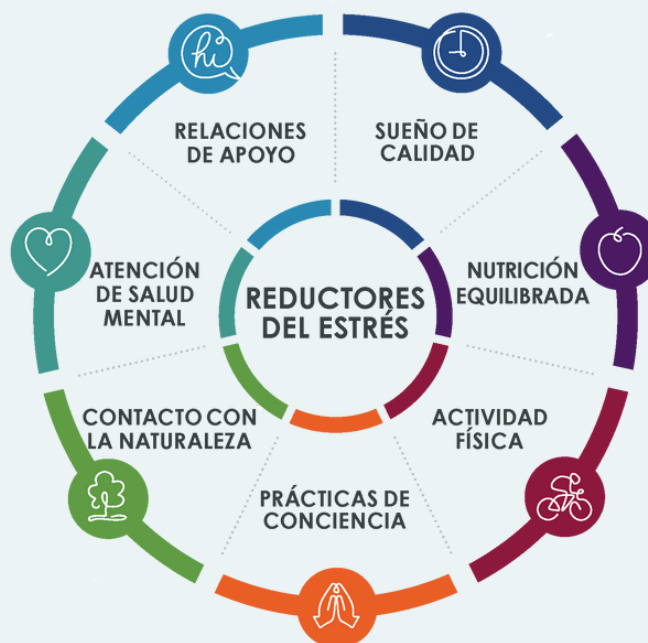 hi
RELACIONES
DE APOYO
SUEÑO DE
CALIDAD
NUTRICIÓN
EQUILIBRADA
ACTIVIDAD
FÍSICA
PRÁCTICAS DE
CONCIENCIA
CONTACTO CON
LA NATURALEZA
ATENCIÓN
DE SALUD
MENTAL
REDUCTORES
DEL ESTRÉS